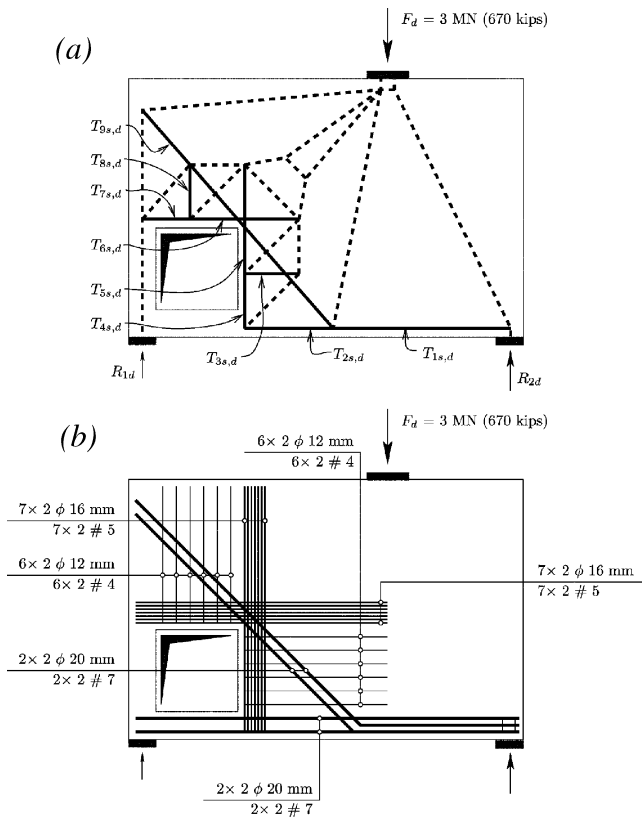 (a)
F_d = 3 MN (670 kips)
T_9s,d
T_8s,d
T_7s,d
T_6s,d
T_5s,d
T_4s,d
T_3s,d
T_2s,d
T_1s,d
R_1d
R_2d
(b)
F_d = 3 MN (670 kips)
6× 2 ϕ 12 mm
6× 2 # 4
7× 2 ϕ 16 mm
7× 2 # 5
6× 2 ϕ 12 mm
6× 2 # 4
7× 2 ϕ 16 mm
7× 2 # 5
2× 2 ϕ 20 mm
2× 2 # 7
2× 2 ϕ 20 mm
2× 2 # 7